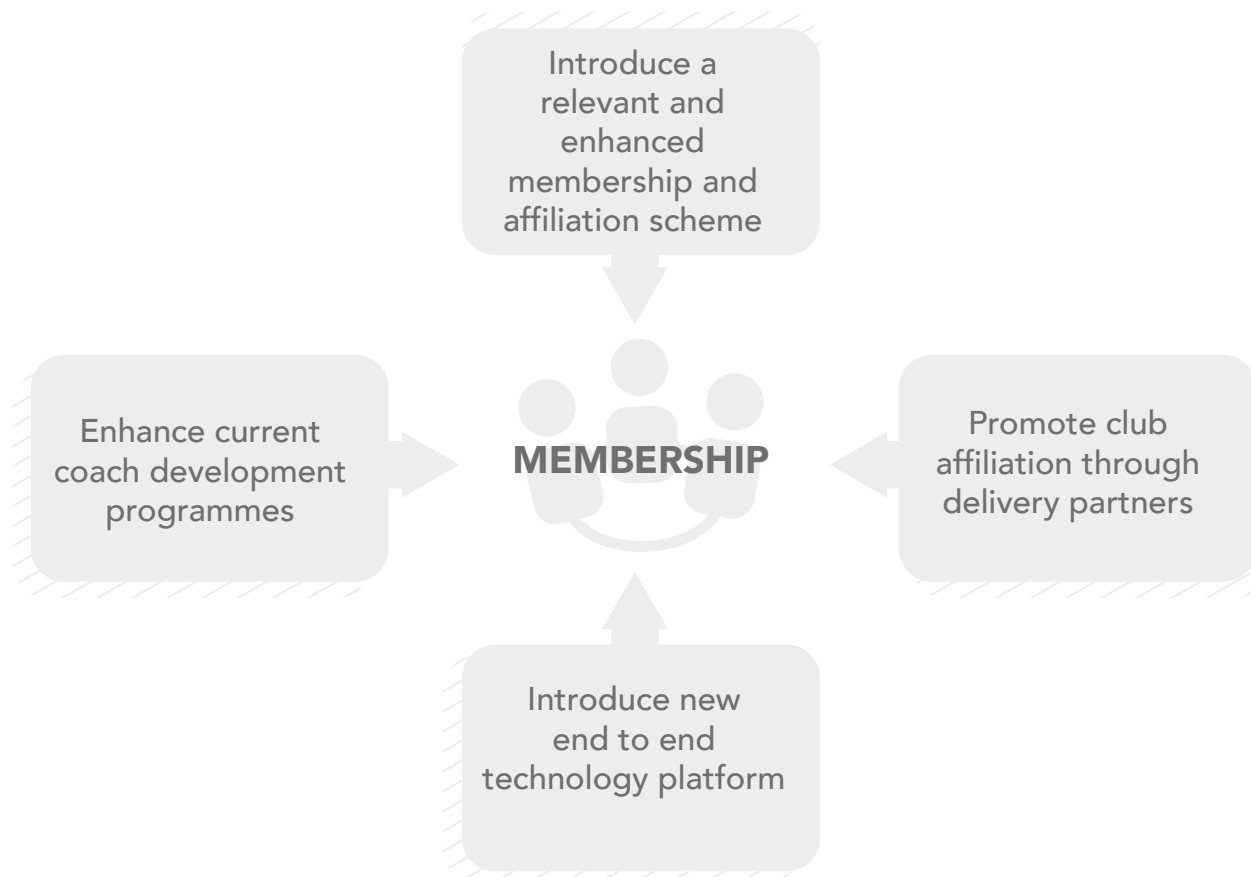 Introduce a
relevant and
enhanced
membership and
affiliation scheme
Enhance current
coach development
programmes
MEMBERSHIP
Promote club
affiliation through
delivery partners
Introduce new
end to end
technology platform